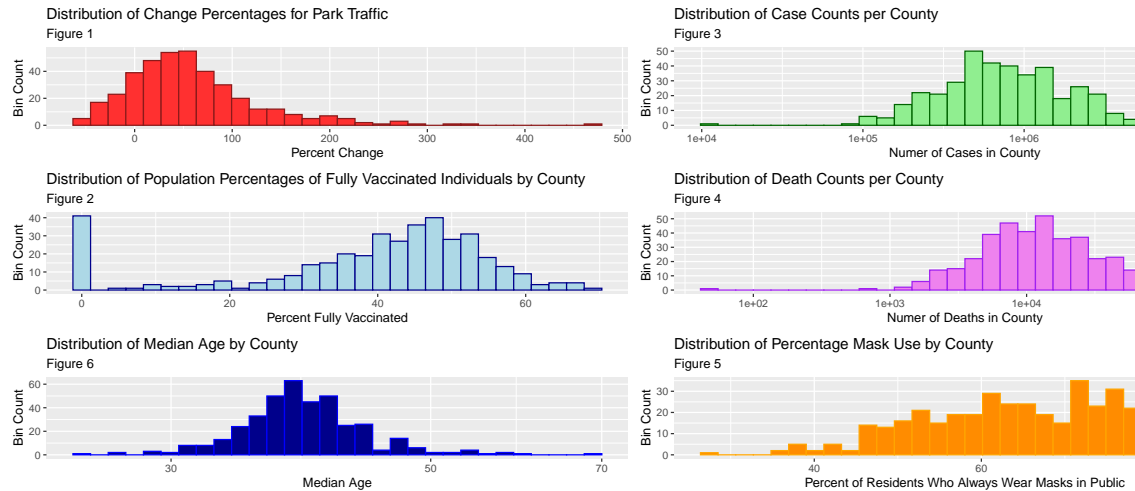 Distribution of Change Percentages for Park Traffic
Figure 1
Bin Count
40
20
0
0
100
200
300
400
500
Percent Change
Distribution of Case Counts per County
Figure 3
Bin Count
50
40
30
20
10
0
1e+04
1e+05
1e+06
Numer of Cases in County
Distribution of Population Percentages of Fully Vaccinated Individuals by County
Figure 2
Bin Count
40
30
20
10
0
0
20
40
60
Percent Fully Vaccinated
Distribution of Death Counts per County
Figure 4
Bin Count
50
40
30
20
10
0
1e+02
1e+03
1e+04
Numer of Deaths in County
Distribution of Median Age by County
Figure 6
Bin Count
60
40
20
0
30
50
70
Median Age
Distribution of Percentage Mask Use by County
Figure 5
Bin Count
30
20
10
0
40
60
Percent of Residents Who Always Wear Masks in Public